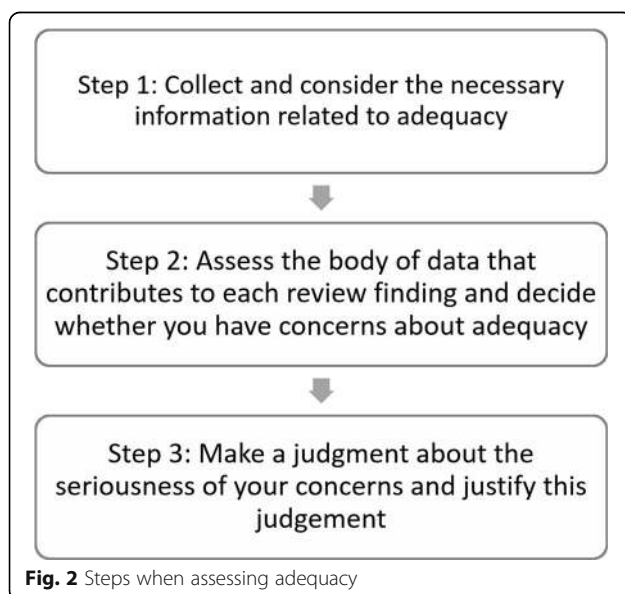 Step 1: Collect and consider the necessary
information related to adequacy
Step 2: Assess the body of data that
contributes to each review finding and decide
whether you have concerns about adequacy
Step 3: Make a judgment about the
seriousness of your concerns and justify this
judgement
Fig. 2 Steps when assessing adequacy